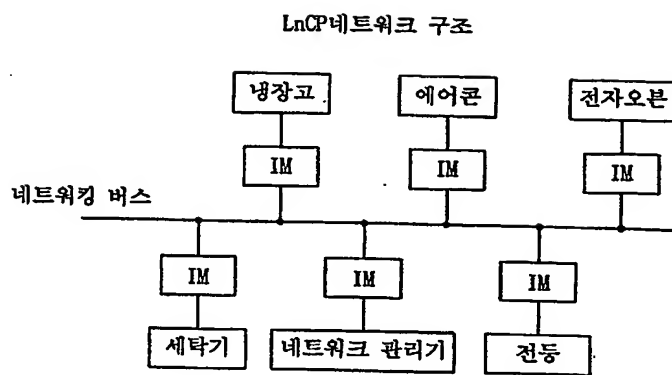 LnCP네트워크 구조
냉장고 에어콘 전자오븐
IM IM IM
네트워킹 버스
IM IM IM
세탁기 네트워크 관리기 전등